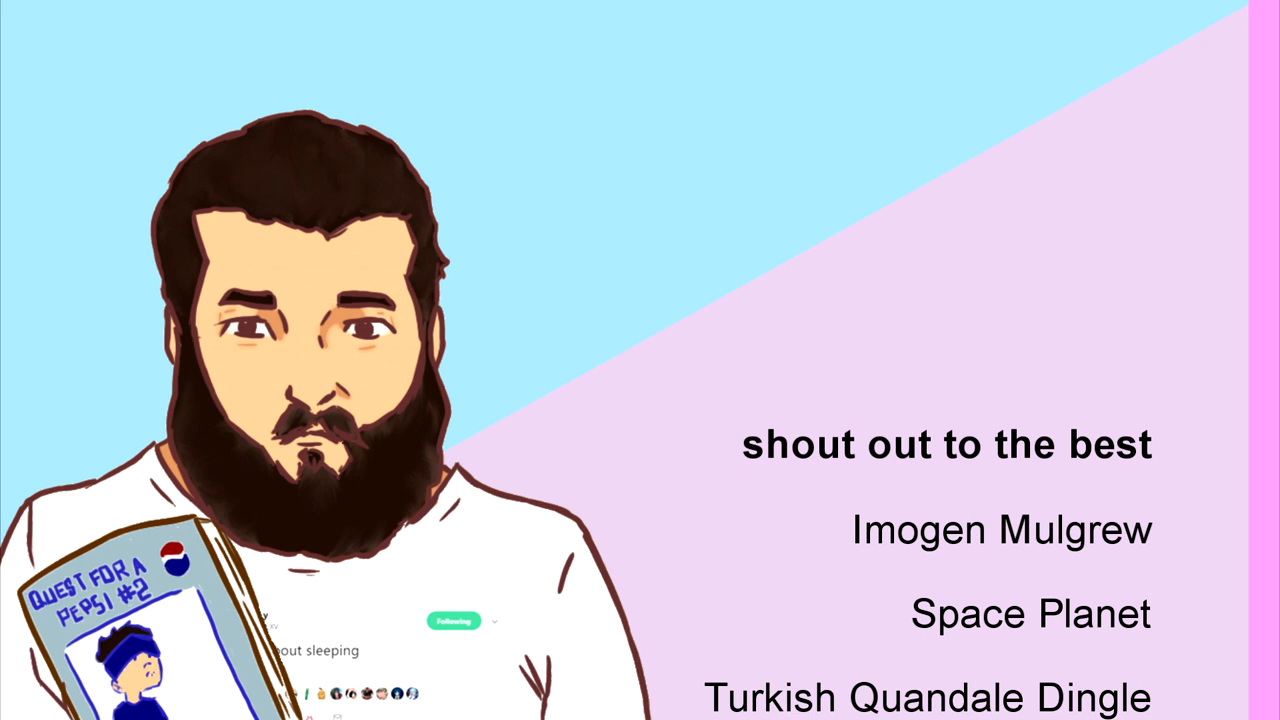 shout out to the best
Imogen Mulgrew
Space Planet
Turkish Quandale Dingle
QUEST FOR A
PEPSI #2
Following
out sleeping